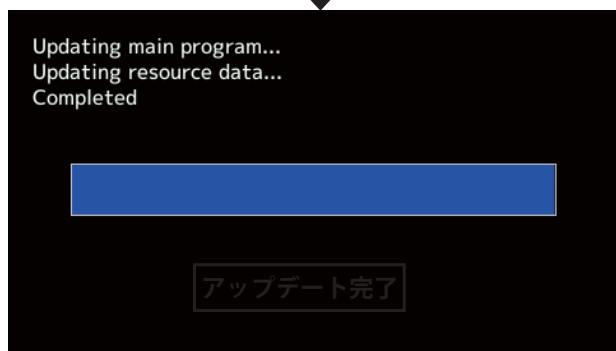 Updating main program...
Updating resource data...
Completed
アップデート完了